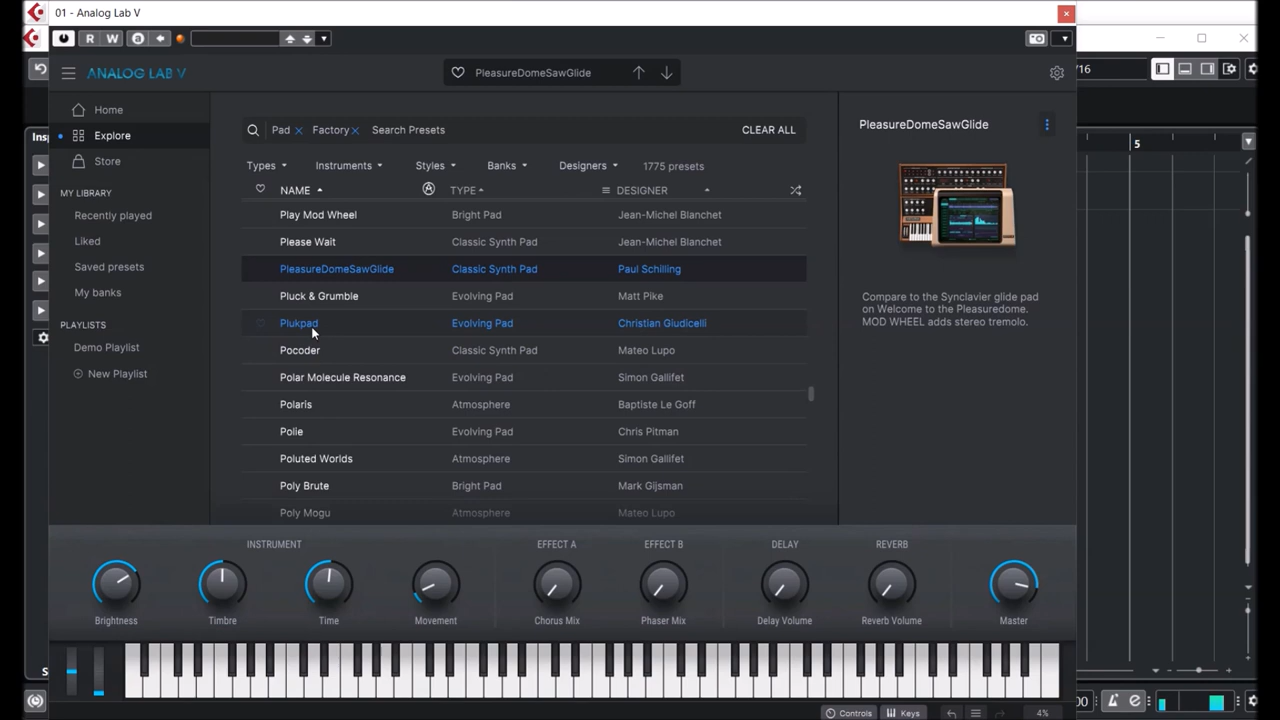 01 - Analog Lab V
R W
/16
ANALOG LAB V
PleasureDomeSawGlide
Home
Explore
Store
MY LIBRARY
Recently played
Liked
Saved presets
My banks
PLAYLISTS
Demo Playlist
New Playlist
Ins
Pad Factory Search Presets CLEAR ALL
Types Instruments Styles Banks Designers 1775 presets
NAME TYPE DESIGNER
Play Mod Wheel Bright Pad Jean-Michel Blanchet
Please Wait Classic Synth Pad Jean-Michel Blanchet
PleasureDomeSawGlide Classic Synth Pad Paul Schilling
Pluck & Grumble Evolving Pad Matt Pike
Plukpad Evolving Pad Christian Giudicelli
Pocoder Classic Synth Pad Mateo Lupo
Polar Molecule Resonance Evolving Pad Simon Gallifet
Polaris Atmosphere Baptiste Le Goff
Polie Evolving Pad Chris Pitman
Poluted Worlds Atmosphere Simon Gallifet
Poly Brute Bright Pad Mark Gijsman
Poly Mogu Mateo Lupo
PleasureDomeSawGlide
Compare to the Synclavier glide pad
on Welcome to the Pleasuredome.
MOD WHEEL adds stereo tremolo.
5
INSTRUMENT EFFECT A EFFECT B DELAY REVERB
Brightness Timbre Time Movement Chorus Mix Phaser Mix Delay Volume Reverb Volume Master
S
Controls Keys 4%
00